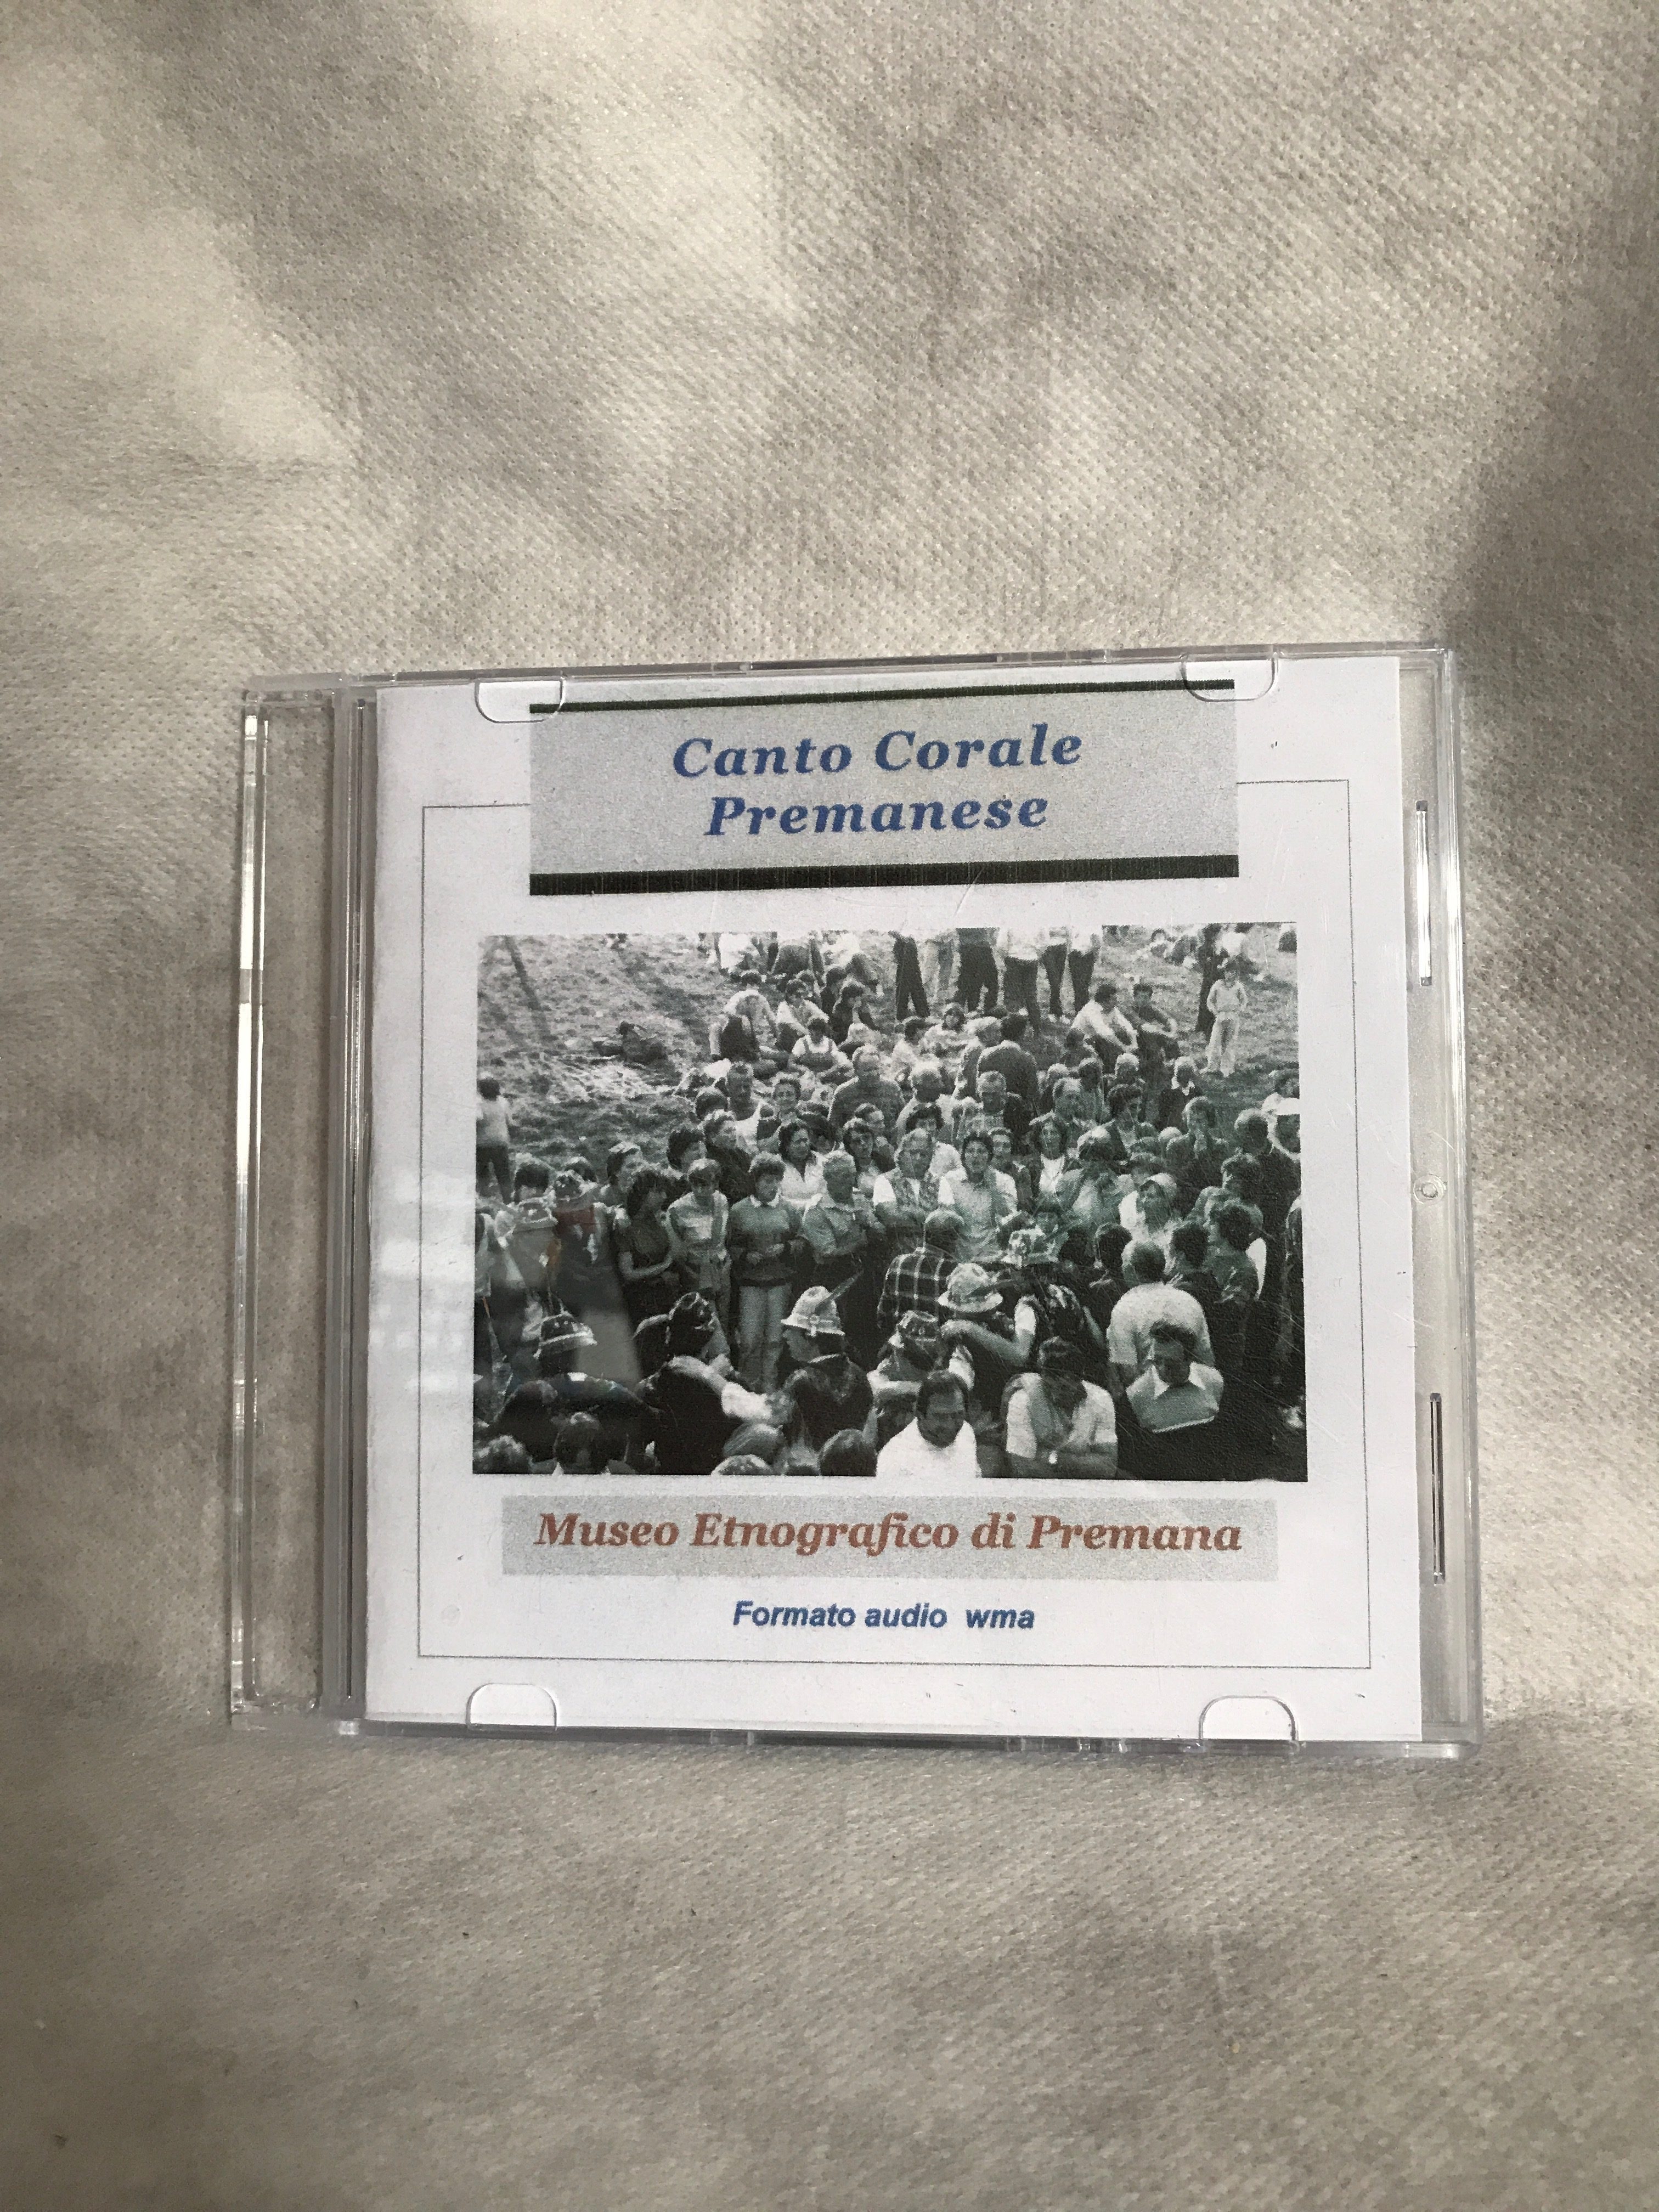 Canto Corale
Premanese
Museo Etnografico di Premana
Formato audio wma